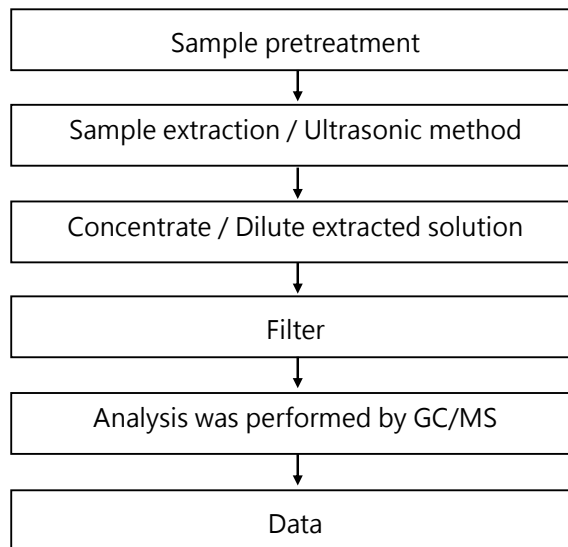 Sample pretreatment
Sample extraction / Ultrasonic method
Concentrate / Dilute extracted solution
Filter
Analysis was performed by GC/MS
Data